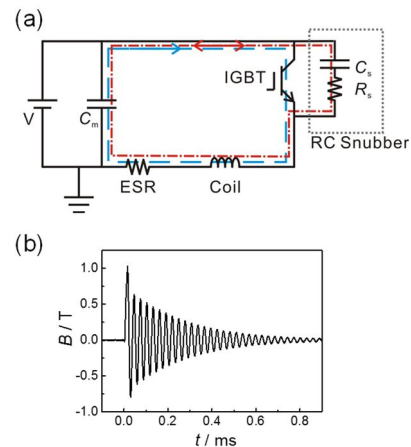 (a)
IGBT
Cs
Rs
V
Cm
RC Snubber
ESR
Coil
(b)
B / T
1.0
0.5
0.0
-0.5
-1.0
0.0 0.2 0.4 0.6 0.8
t / ms